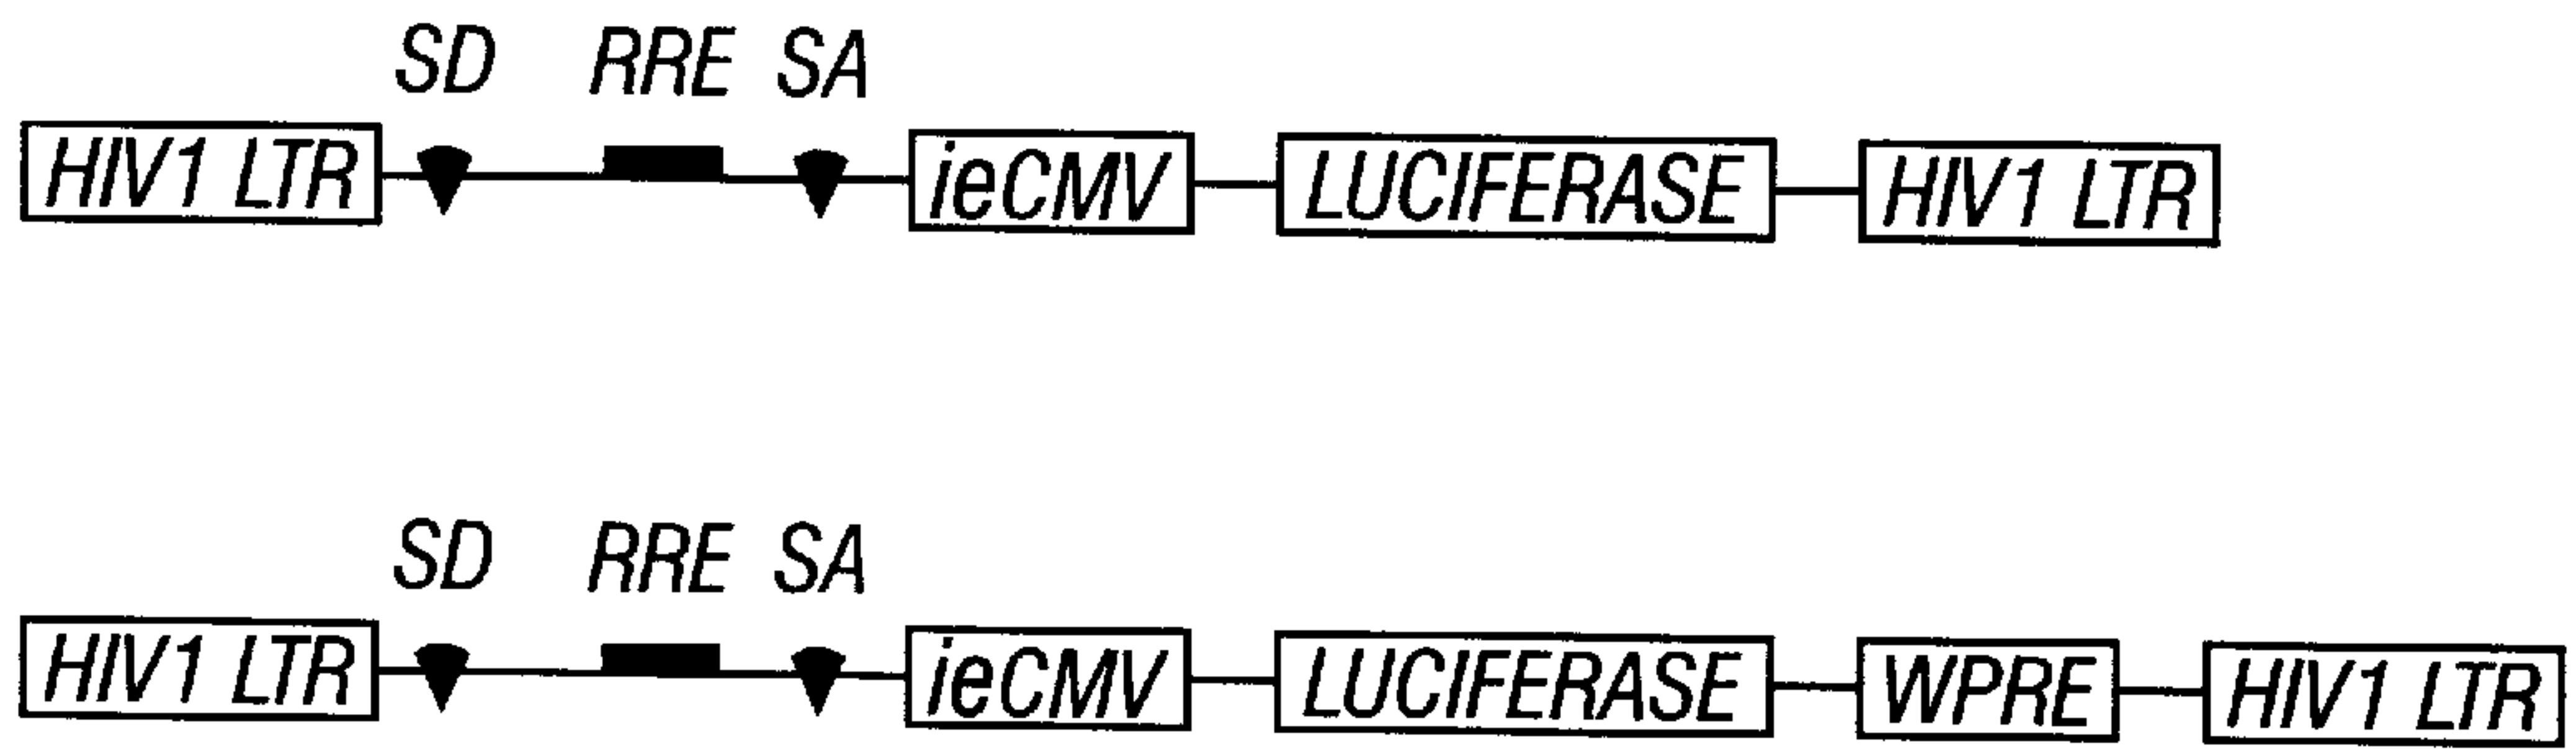 SD RRE SA
HIV1 LTR ieCMV LUCIFERASE HIV1 LTR
SD RRE SA
HIV1 LTR ieCMV LUCIFERASE WPRE HIV1 LTR